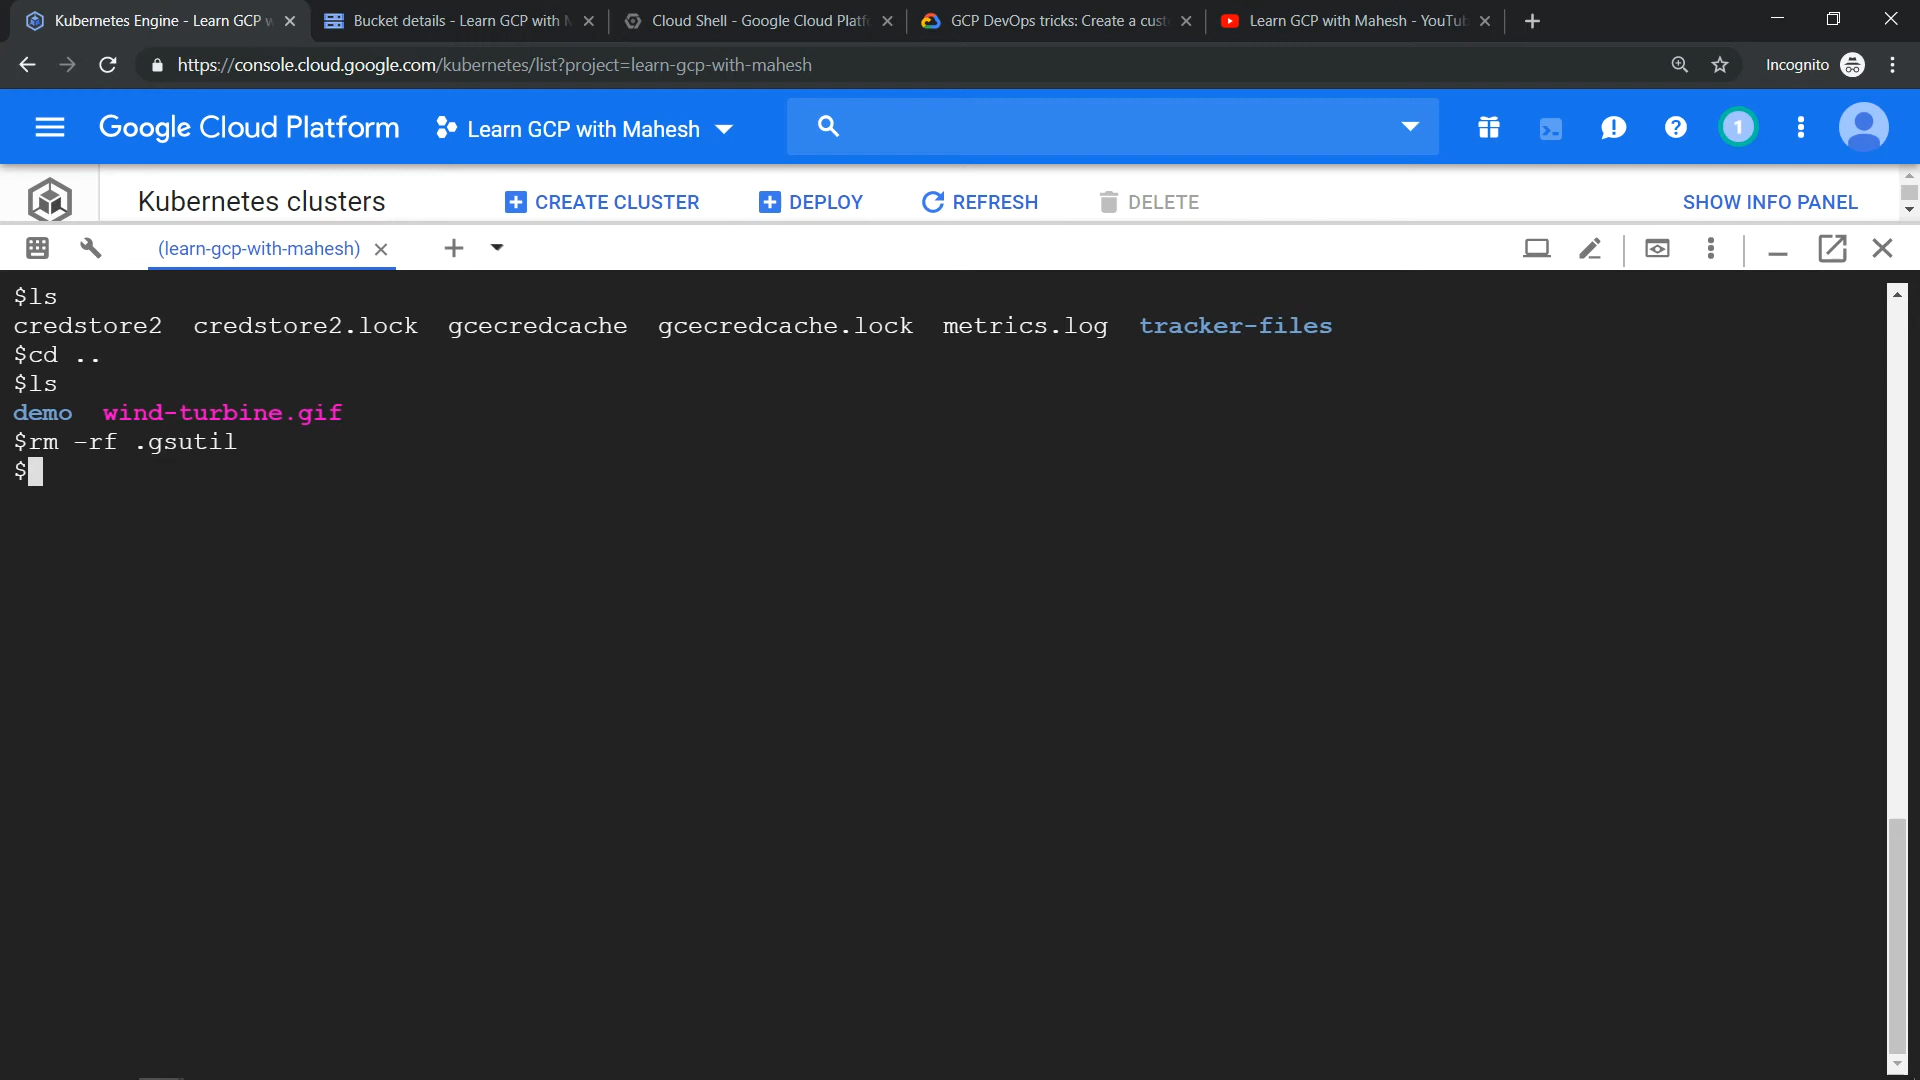 Kubernetes Engine - Learn GCP w
Bucket details - Learn GCP with M
Cloud Shell - Google Cloud Platfo
GCP DevOps tricks: Create a cust
Learn GCP with Mahesh - YouTub
https://console.cloud.google.com/kubernetes/list?project=learn-gcp-with-mahesh
Incognito
Google Cloud Platform
Learn GCP with Mahesh
1
Kubernetes clusters
CREATE CLUSTER
DEPLOY
REFRESH
DELETE
SHOW INFO PANEL
(learn-gcp-with-mahesh)
$ls
credstore2 credstore2.lock gcecredcache gcecredcache.lock metrics.log tracker-files
$cd ..
$ls
demo wind-turbine.gif
$rm -rf .gsutil
$